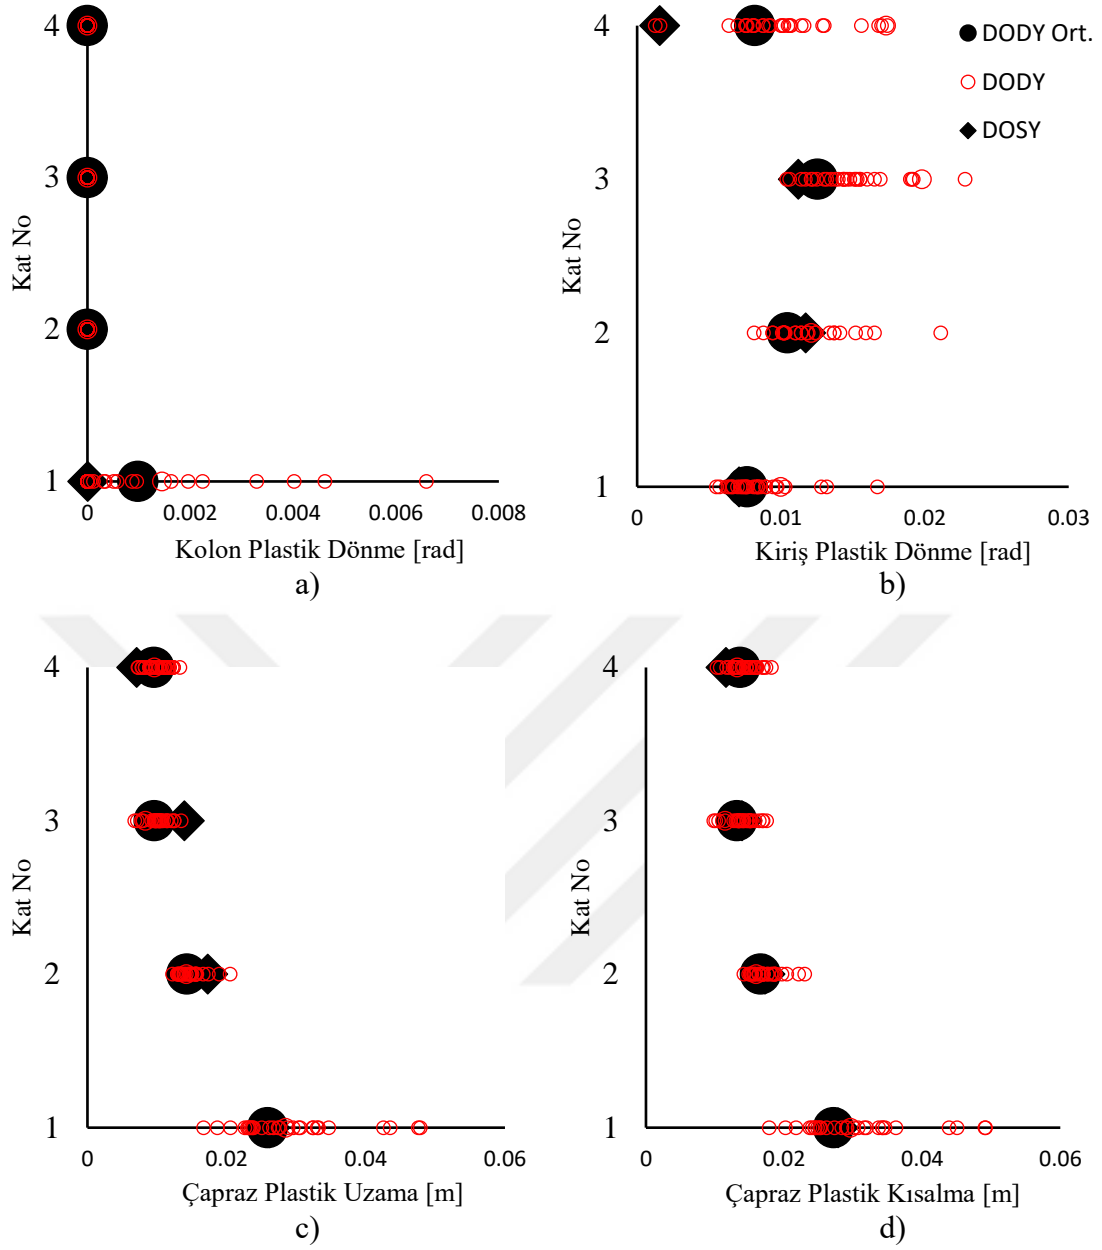 4
3
2
1
Kat No
0
0.002
0.004
0.006
0.008
Kolon Plastik Dönme [rad]
a)
4
3
2
1
Kat No
0
0.01
0.02
0.03
Kiriş Plastik Dönme [rad]
b)
DODY Ort.
DODY
DOSY
4
3
2
1
Kat No
0
0.02
0.04
0.06
Çapraz Plastik Uzama [m]
c)
4
3
2
1
Kat No
0
0.02
0.04
0.06
Çapraz Plastik Kısalma [m]
d)